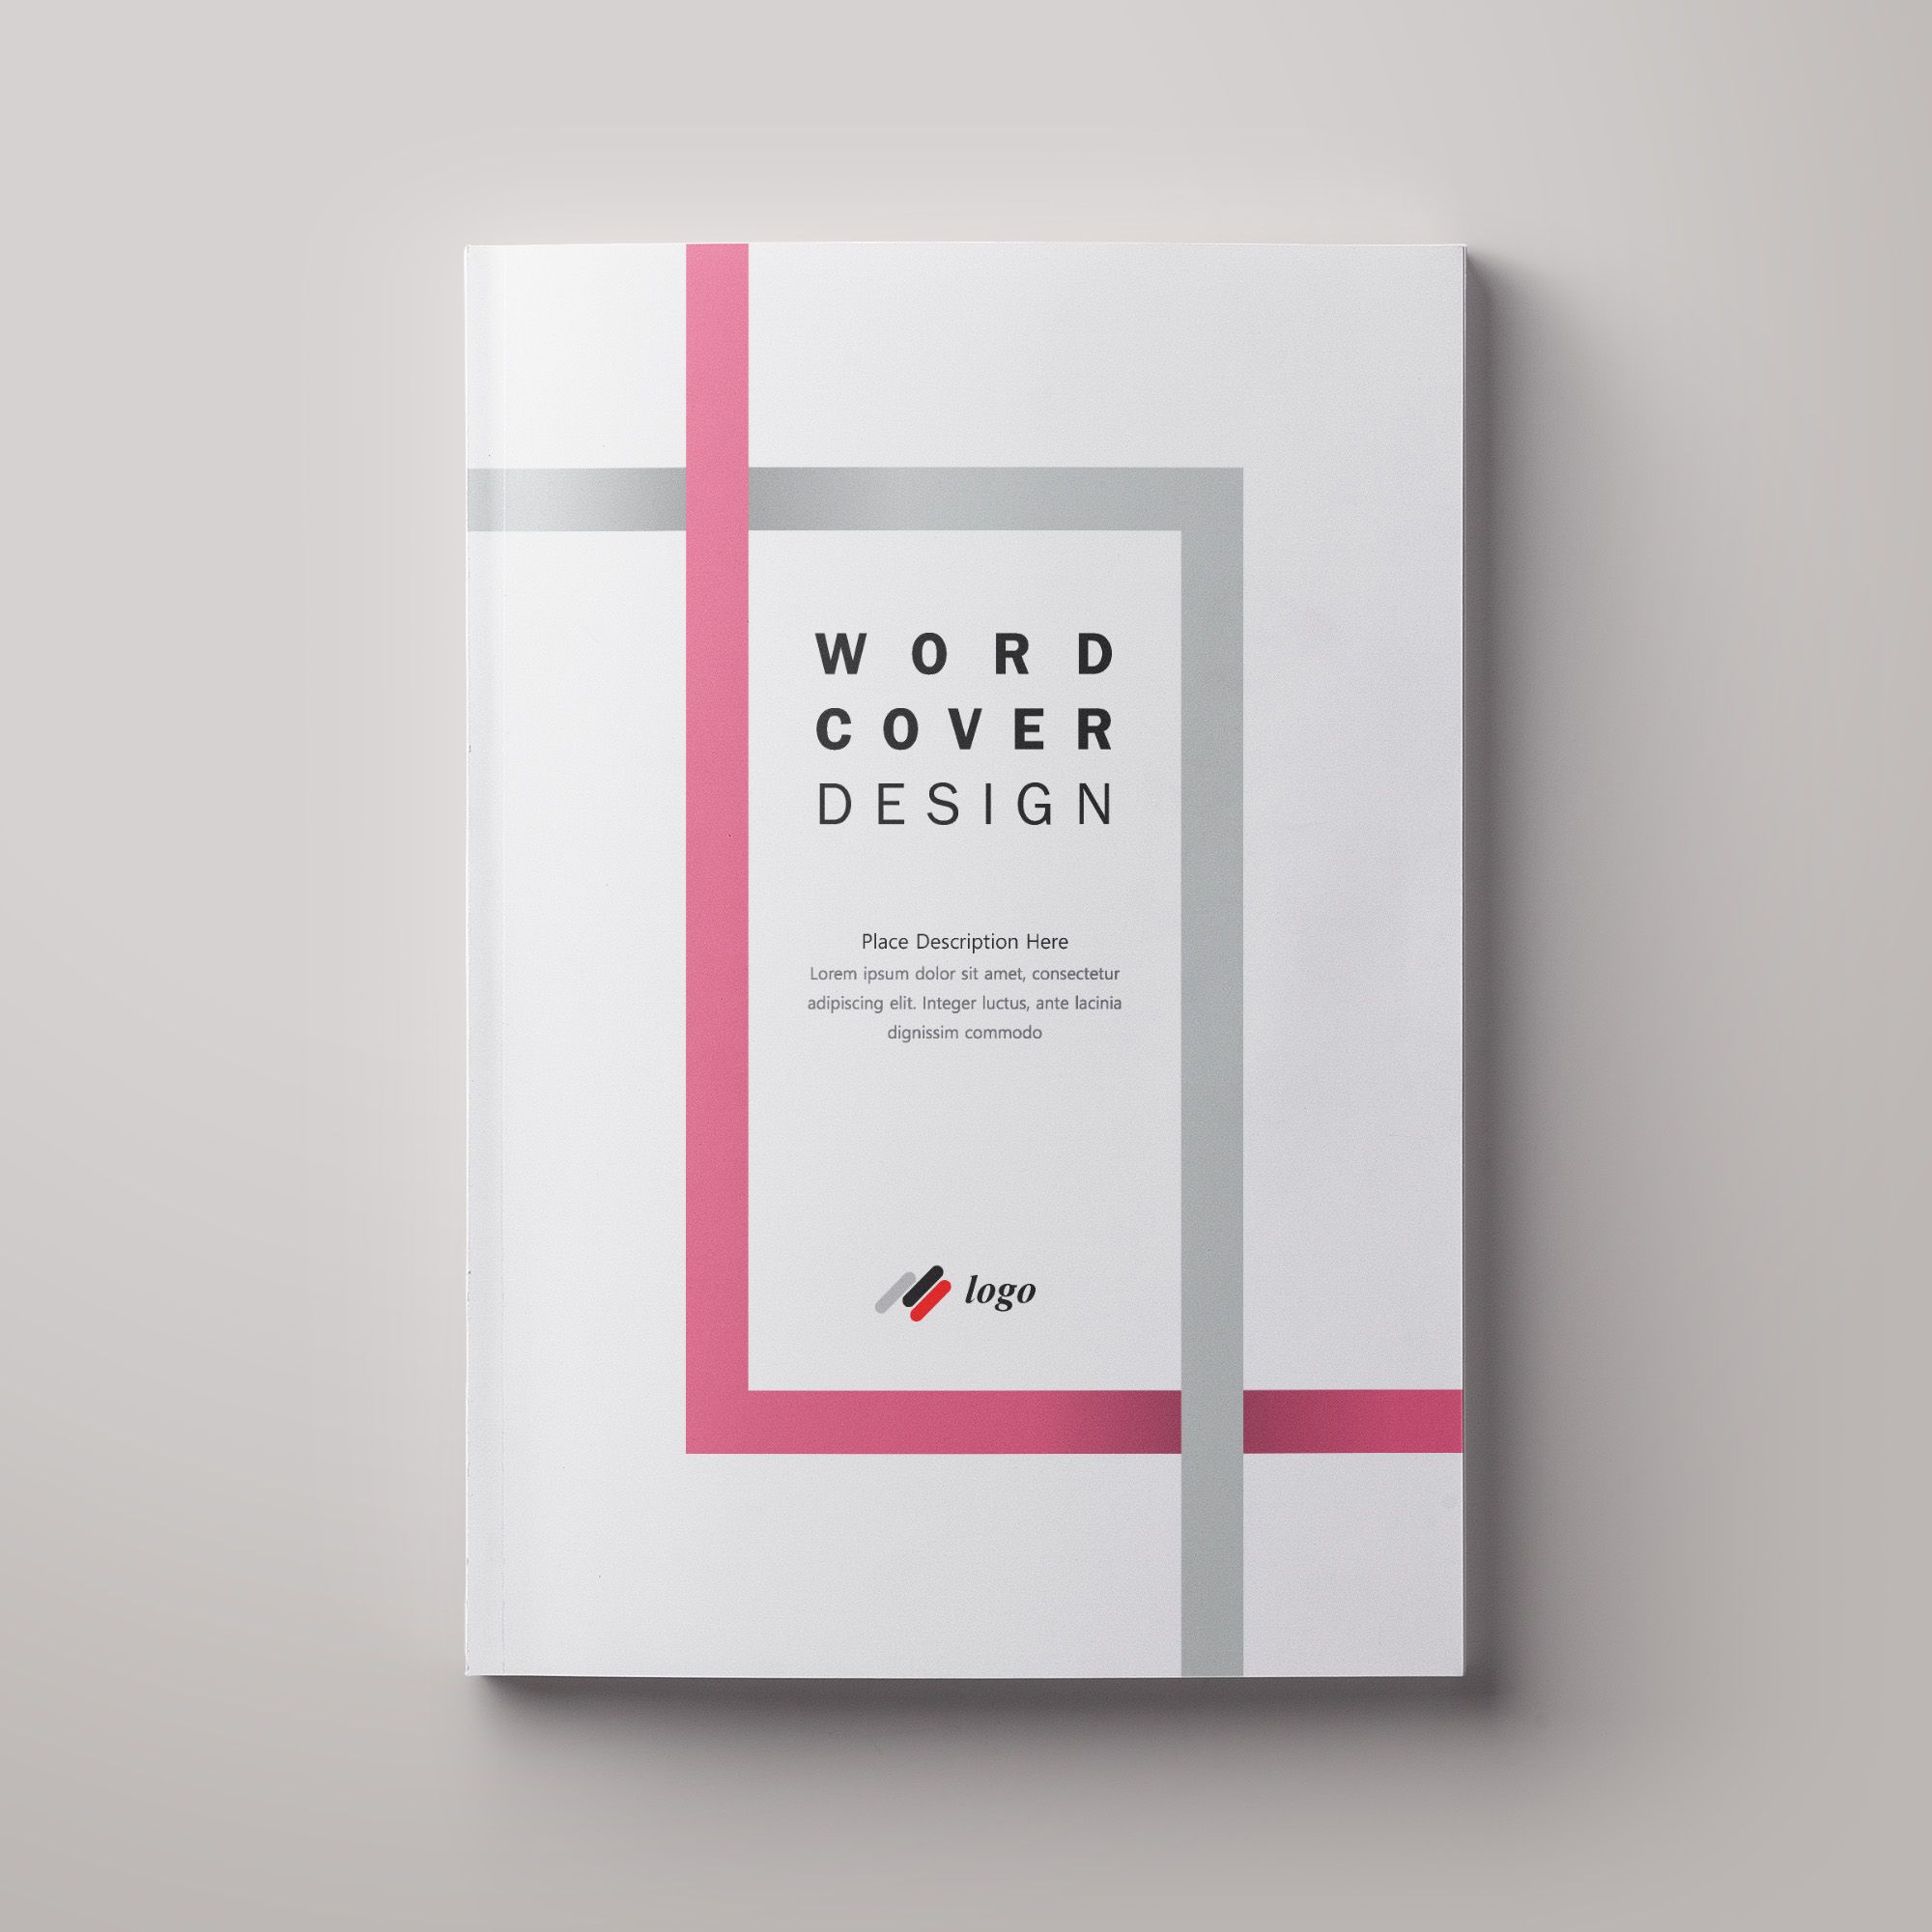 WORD
COVER
DESIGN
Place Description Here
Lorem ipsum dolor sit amet, consectetur
adipiscing elit. Integer luctus, ante lacinia
dignissim commodo
logo